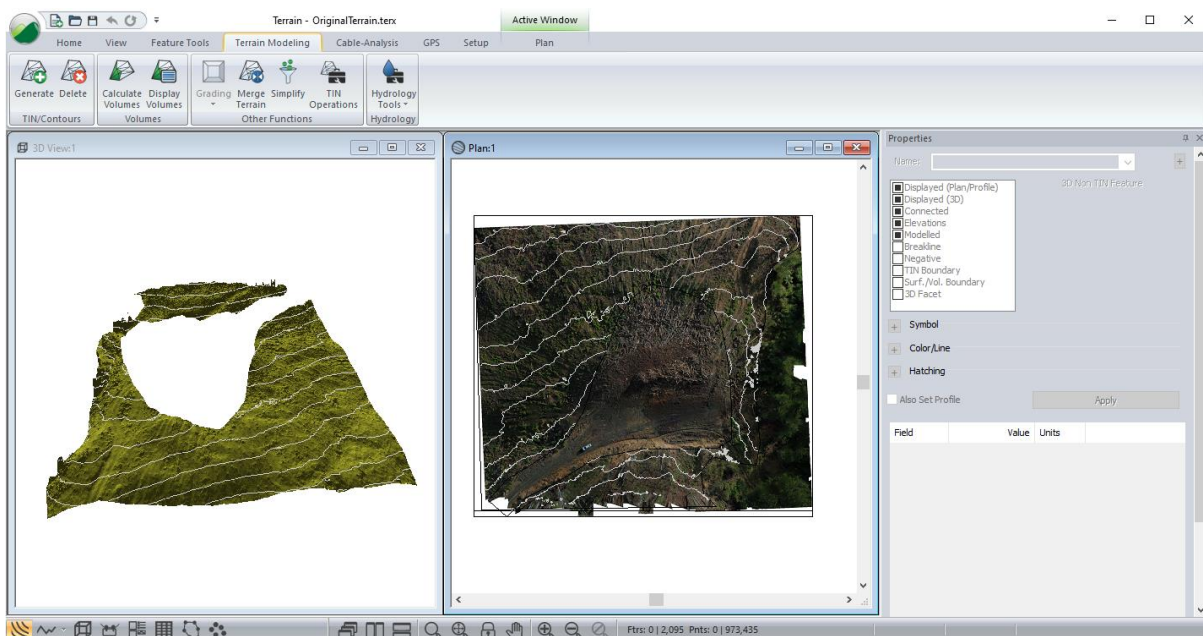 Terrain - OriginalTerrain.terx
Active Window
Home View Feature Tools Terrain Modeling Cable-Analysis GPS Setup Plan
Generate Delete Calculate Volumes Display Volumes Grading Merge Terrain Simplify TIN Operations Hydrology Tools
TIN/Contours Volumes Other Functions Hydrology
3D View:1
Plan:1
Properties
Name:
3D Non TIN Feature
Displayed (Plan/Profile)
Displayed (3D)
Connected
Elevations
Modelled
Breakline
Negative
TIN Boundary
Surf./Vol. Boundary
3D Facet
Symbol
Color/Line
Hatching
Also Set Profile
Apply
Field Value Units
Ftrs: 0 | 2,095 Pnts: 0 | 973,435